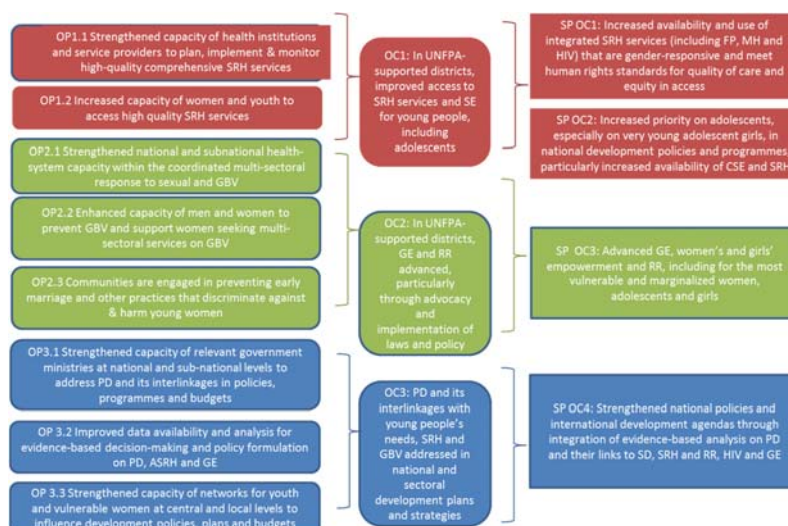 OP1.1 Strengthened capacity of health institutions
and service providers to plan, implement & monitor
high-quality comprehensive SRH services
OP1.2 Increased capacity of women and youth to
access high quality SRH services
OP2.1 Strengthened national and subnational health-
system capacity within the coordinated multi-sectoral
response to sexual and GBV
OP2.2 Enhanced capacity of men and women to
prevent GBV and support women seeking multi-
sectoral services on GBV
OP2.3 Communities are engaged in preventing early
marriage and other practices that discriminate against
& harm young women
OP3.1 Strengthened capacity of relevant government
ministries at national and sub-national levels to
address PD and its interlinkages in policies,
programmes and budgets
OP 3.2 Improved data availability and analysis for
evidence-based decision-making and policy formulation
on PD, ASRH and GE
OP 3.3 Strengthened capacity of networks for youth
and vulnerable women at central and local levels to
influence development policies, plans and budgets
OC1: In UNFPA-
supported districts,
improved access to
SRH services and SE
for young people,
including
adolescents
OC2: In UNFPA-
supported districts,
GE and RR
advanced,
particularly
through advocacy
and
implementation of
laws and policy
OC3: PD and its
interlinkages with
young people's
needs, SRH and
GBV addressed in
national and
sectoral
development plans
and strategies
SP OC1: Increased availability and use of
integrated SRH services (including FP, MH and
HIV) that are gender-responsive and meet
human rights standards for quality of care and
equity in access
SP OC2: Increased priority on adolescents,
especially on very young adolescent girls, in
national development policies and programmes,
particularly increased availability of CSE and SRH
SP OC3: Advanced GE, women's and girls'
empowerment and RR, including for the most
vulnerable and marginalized women,
adolescents and girls
SP OC4: Strengthened national policies and
international development agendas through
integration of evidence-based analysis on PD
and their links to SD, SRH and RR, HIV and GE